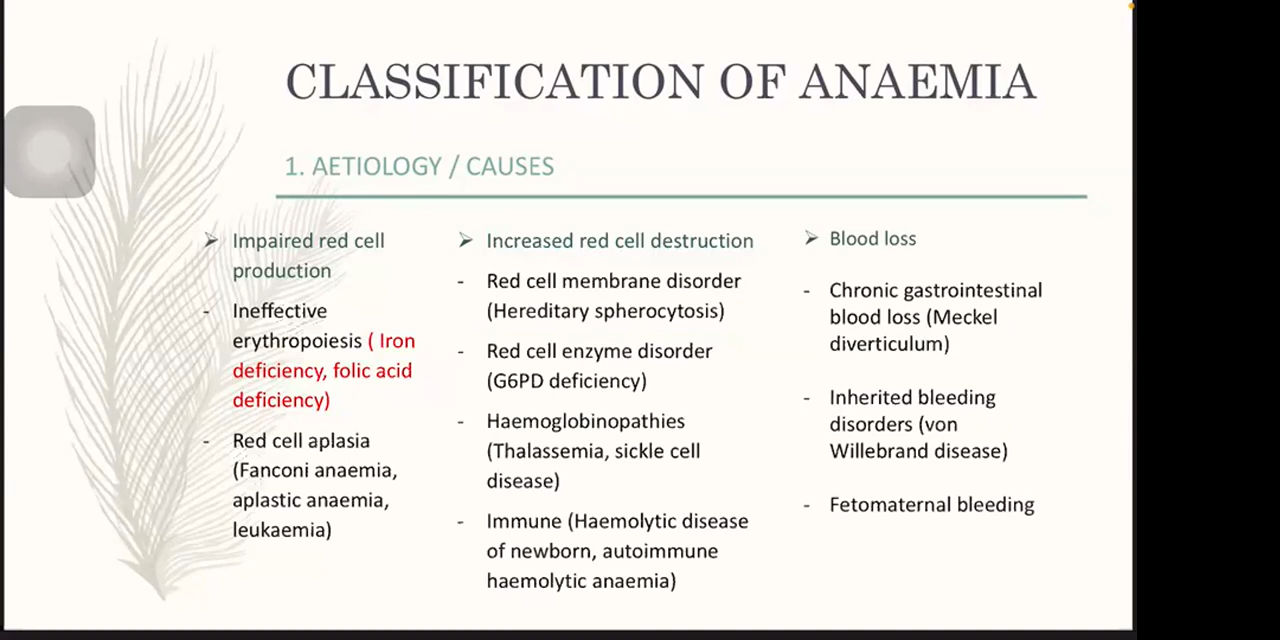 CLASSIFICATION OF ANAEMIA
1. AETIOLOGY / CAUSES
➢ Impaired red cell
production
- Ineffective
erythropoiesis ( Iron
deficiency, folic acid
deficiency)
- Red cell aplasia
(Fanconi anaemia,
aplastic anaemia,
leukaemia)
➢ Increased red cell destruction
- Red cell membrane disorder
(Hereditary spherocytosis)
- Red cell enzyme disorder
(G6PD deficiency)
- Haemoglobinopathies
(Thalassemia, sickle cell
disease)
- Immune (Haemolytic disease
of newborn, autoimmune
haemolytic anaemia)
➢ Blood loss
- Chronic gastrointestinal
blood loss (Meckel
diverticulum)
- Inherited bleeding
disorders (von
Willebrand disease)
- Fetomaternal bleeding